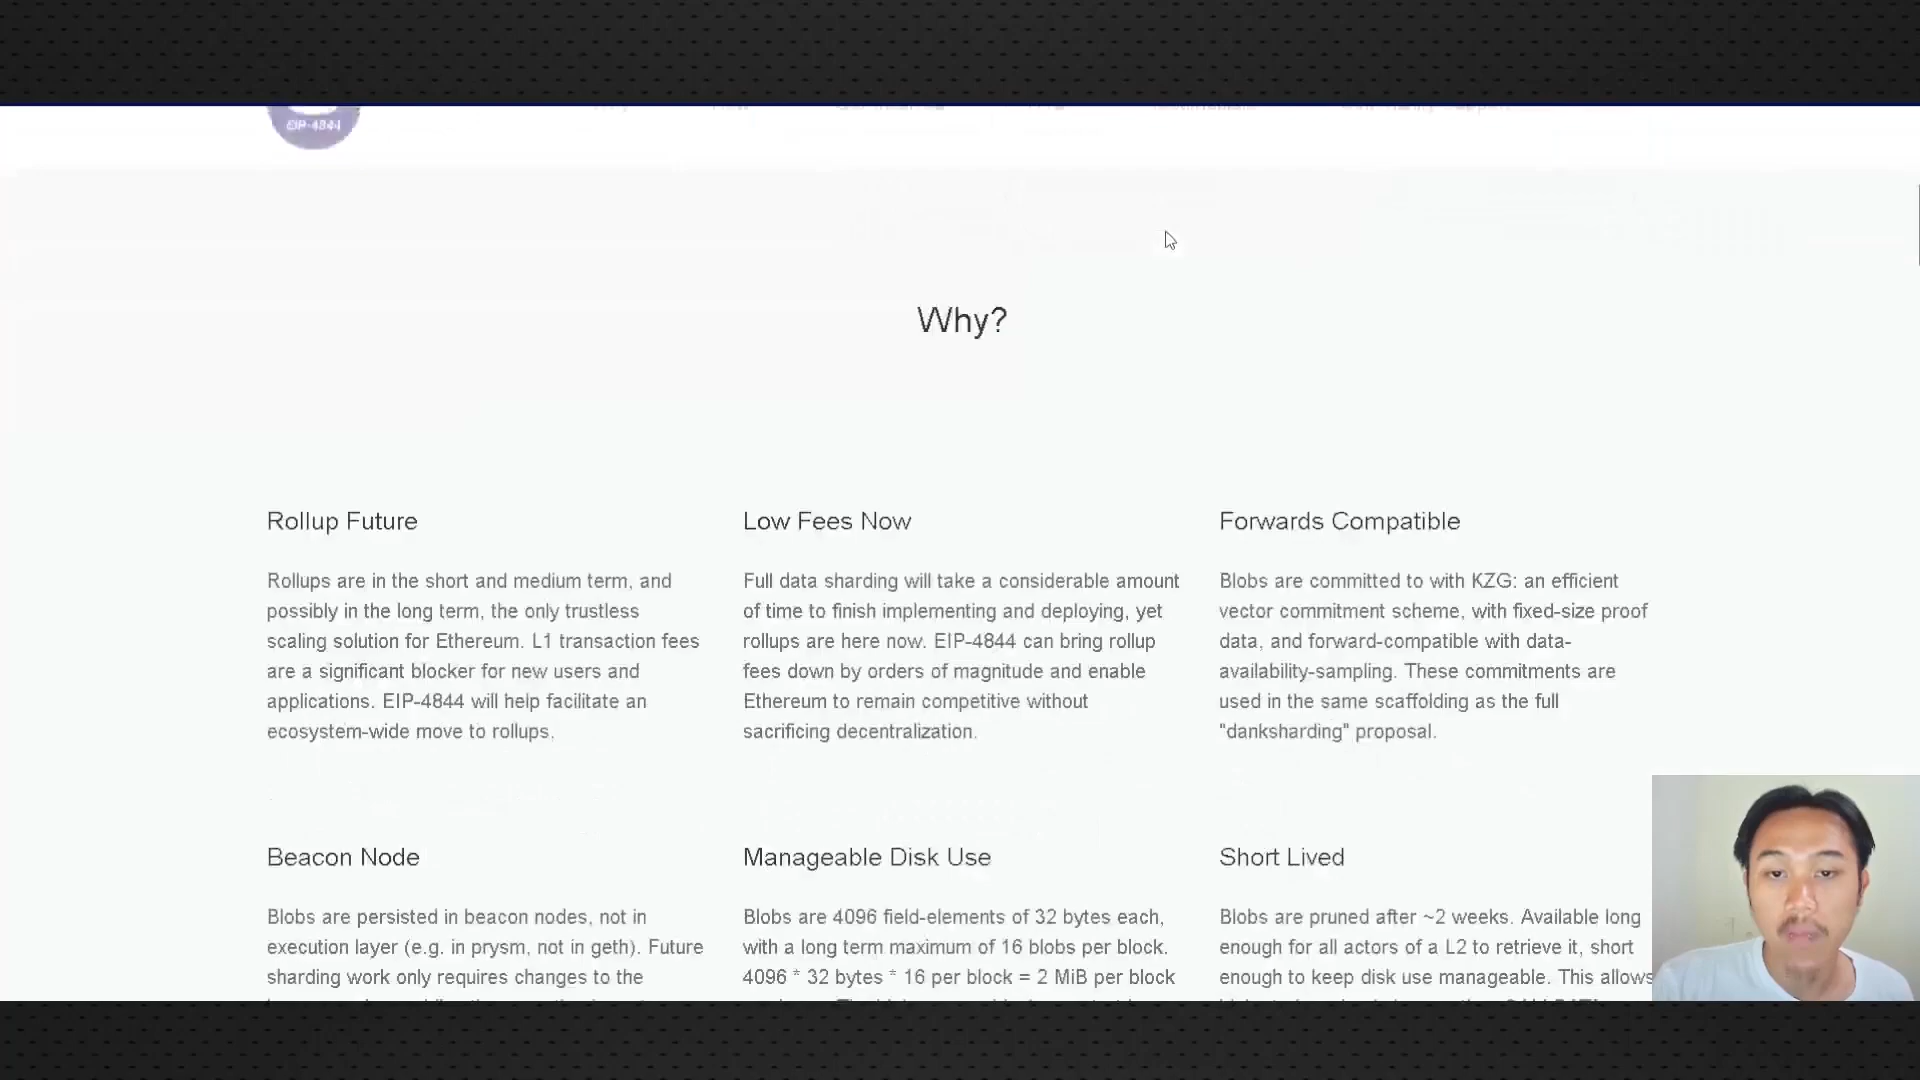 EIP-4844
Why?
Rollup Future
Rollups are in the short and medium term, and
possibly in the long term, the only trustless
scaling solution for Ethereum. L1 transaction fees
are a significant blocker for new users and
applications. EIP-4844 will help facilitate an
ecosystem-wide move to rollups.
Low Fees Now
Full data sharding will take a considerable amount
of time to finish implementing and deploying, yet
rollups are here now. EIP-4844 can bring rollup
fees down by orders of magnitude and enable
Ethereum to remain competitive without
sacrificing decentralization.
Forwards Compatible
Blobs are committed to with KZG: an efficient
vector commitment scheme, with fixed-size proof
data, and forward-compatible with data-
availability-sampling. These commitments are
used in the same scaffolding as the full
"danksharding" proposal.
Beacon Node
Blobs are persisted in beacon nodes, not in
execution layer (e.g. in prysm, not in geth). Future
sharding work only requires changes to the
Manageable Disk Use
Blobs are 4096 field-elements of 32 bytes each,
with a long term maximum of 16 blobs per block.
4096 * 32 bytes * 16 per block = 2 MiB per block
Short Lived
Blobs are pruned after ~2 weeks. Available long
enough for all actors of a L2 to retrieve it, short
enough to keep disk use manageable. This allows